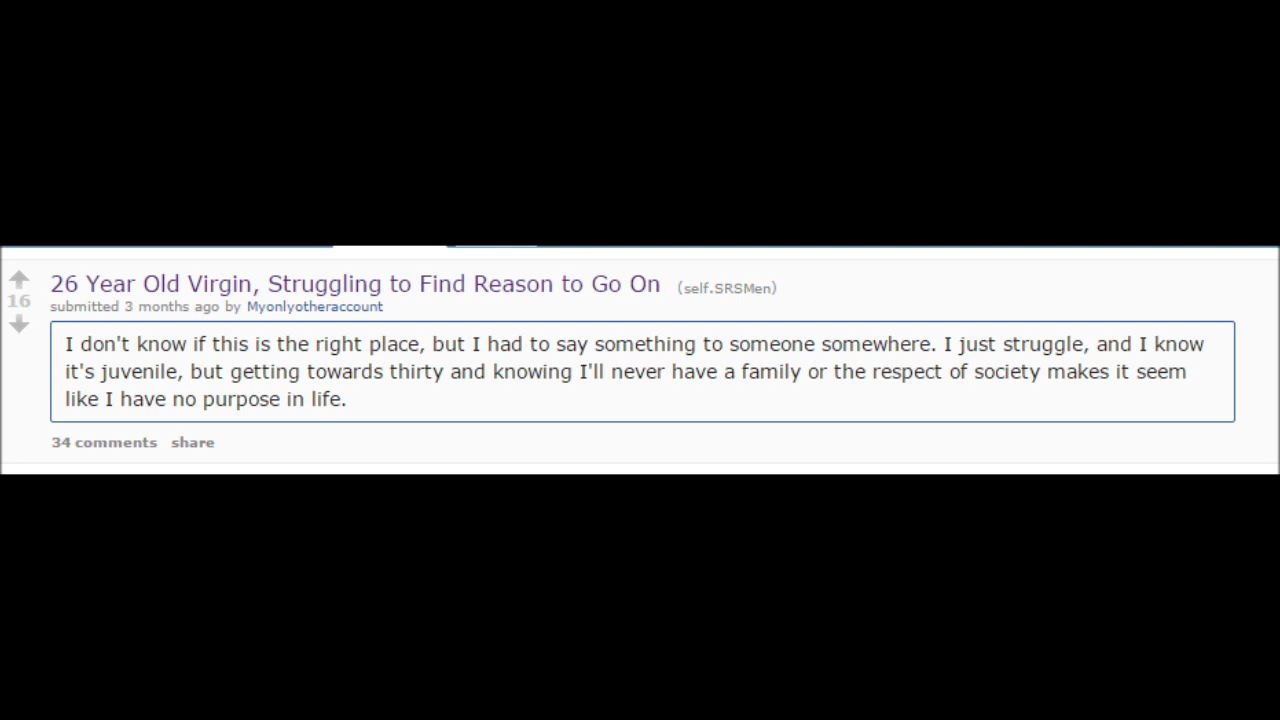 26 Year Old Virgin, Struggling to Find Reason to Go On (self.SRSMen)
16
submitted 3 months ago by Myonlyotheraccount
I don't know if this is the right place, but I had to say something to someone somewhere. I just struggle, and I know
it's juvenile, but getting towards thirty and knowing I'll never have a family or the respect of society makes it seem
like I have no purpose in life.
34 comments share